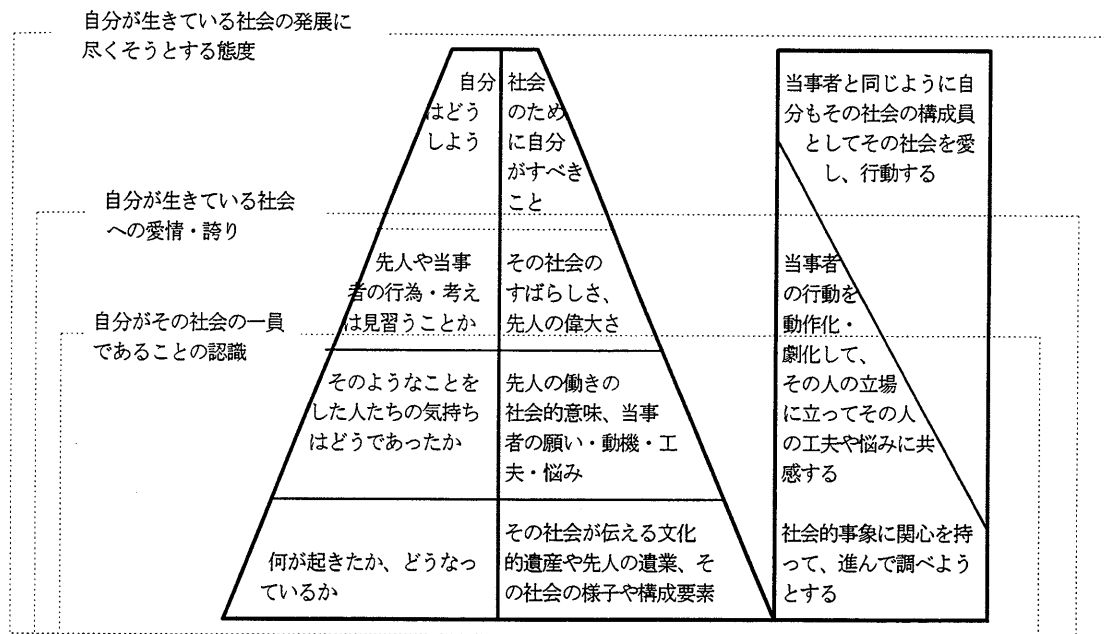 自分が生きている社会の発展に
尽くそうとする態度
自分
はどう
しよう
社会
のため
に自分
がすべき
こと
当事者と同じように自
分もその社会の構成員
としてその社会を愛
し、行動する
自分が生きている社会
への愛情・誇り
先人や当事
者の行為・考え
は見習うことか
その社会の
すばらしさ、
先人の偉大さ
当事者
の行動を
動作化・
劇化して、
その人の立場
に立ってその人
の工夫や悩みに共
感する
自分がその社会の一員
であることの認識
そのようなことを
した人たちの気持ち
はどうであったか
先人の働きの
社会的意味、当事
者の願い・動機・工
夫・悩み
何が起きたか、どうなっ
ているか
その社会が伝える文化
的遺産や先人の遺業、そ
の社会の様子や構成要素
社会的事象に関心を持
って、進んで調べよう
とする